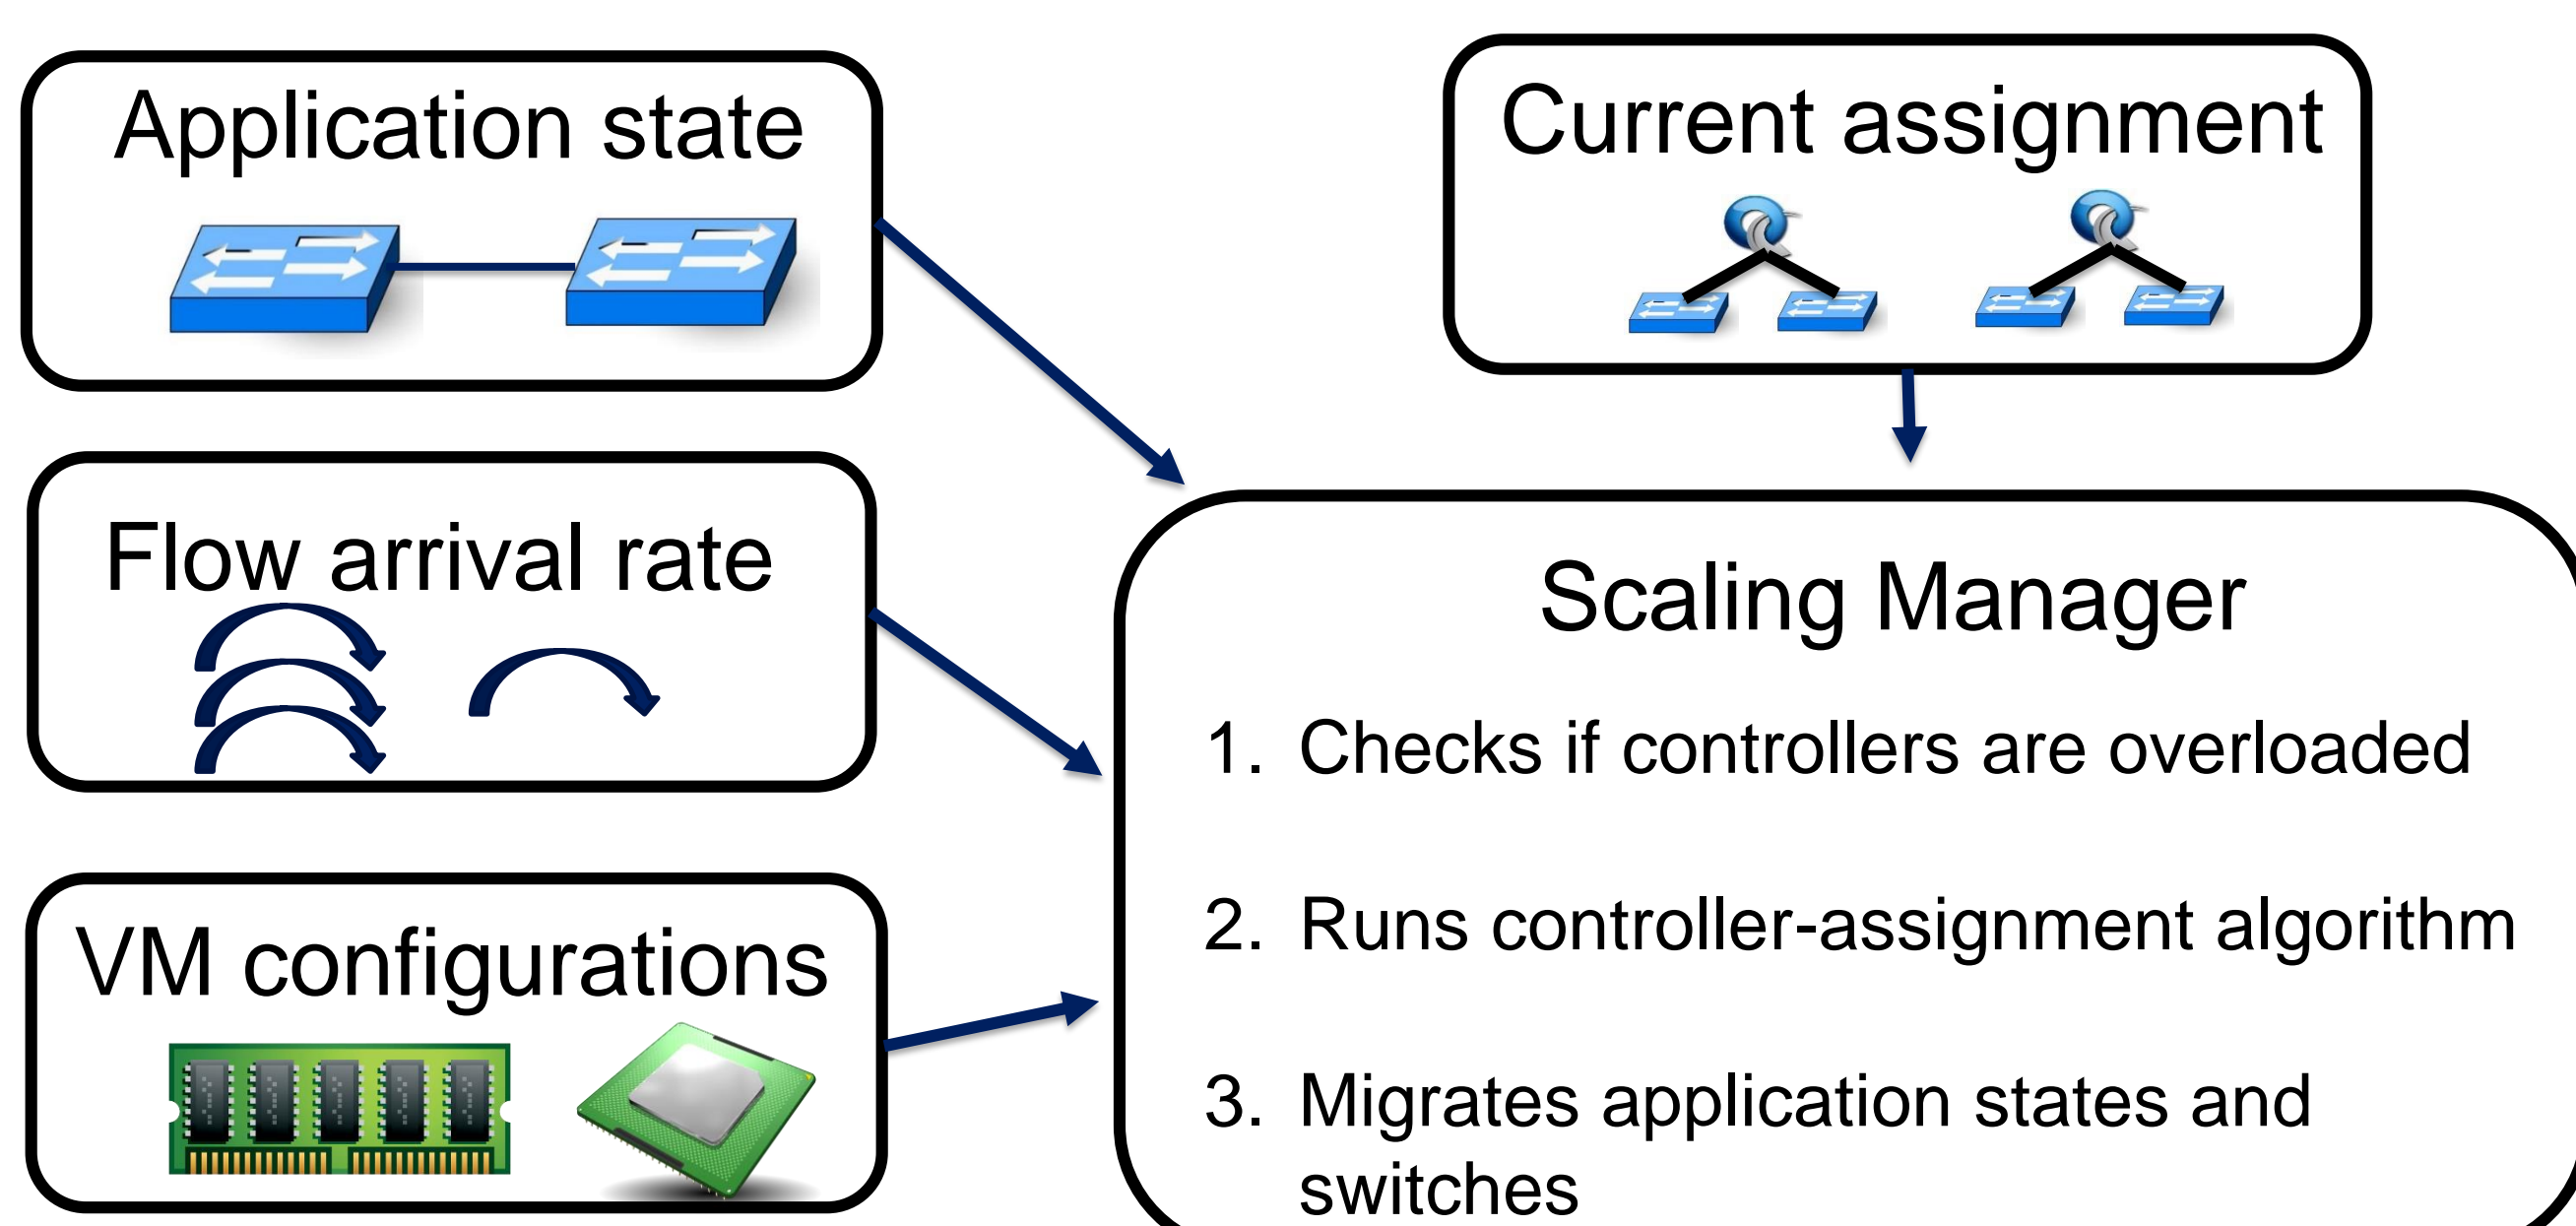 Application state
Current assignment
Flow arrival rate
VM configurations
Scaling Manager
1. Checks if controllers are overloaded
2. Runs controller-assignment algorithm
3. Migrates application states and
switches